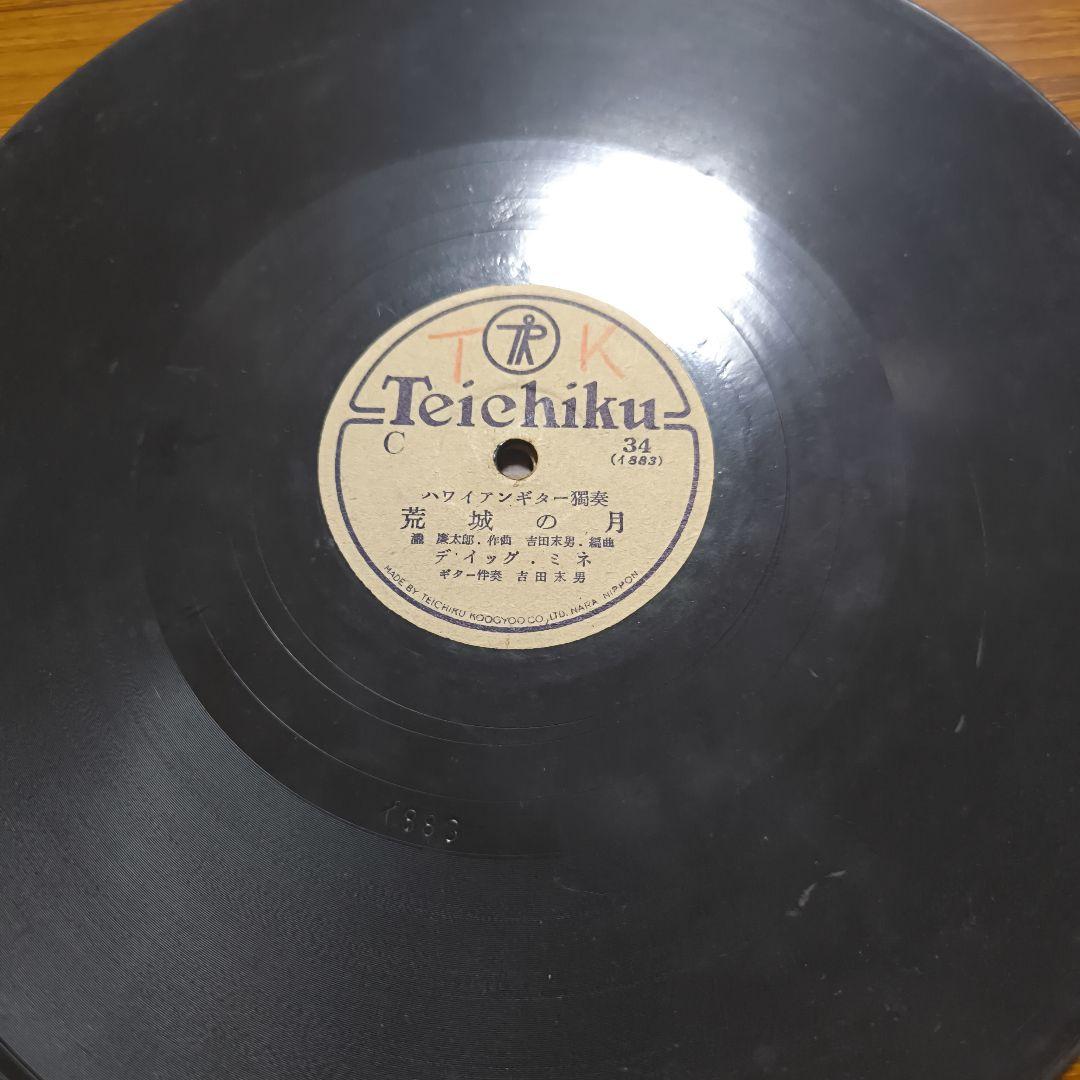 T K
Teichiku
C 34
(1883)
ハワイアンギター獨奏
荒城の月
瀧 廉太郎.作曲 吉田末男.編曲
デイック.ミネ
ギター伴奏 吉田末男
MADE BY TEICHIKU KOOGYOO CO., LTD. NARA NIPPON
1883